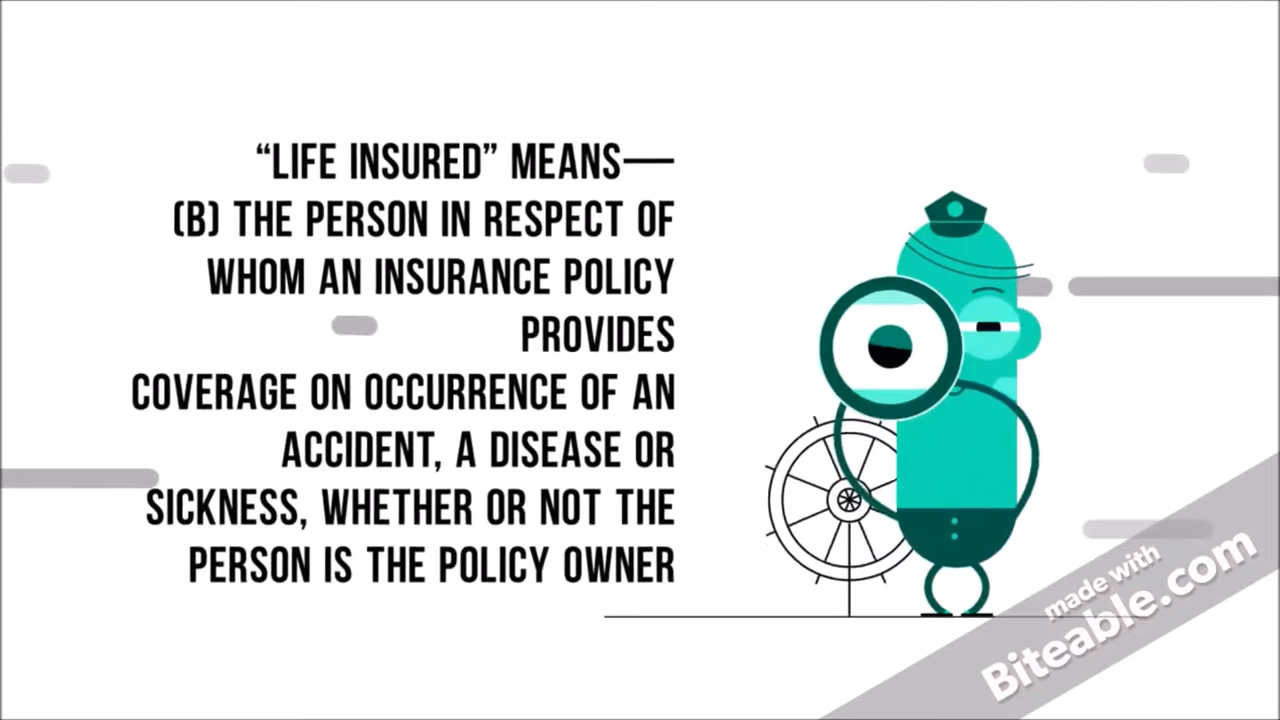 “LIFE INSURED” MEANS—
(B) THE PERSON IN RESPECT OF
WHOM AN INSURANCE POLICY
PROVIDES
COVERAGE ON OCCURRENCE OF AN
ACCIDENT, A DISEASE OR
SICKNESS, WHETHER OR NOT THE
PERSON IS THE POLICY OWNER
made with
Biteable.com